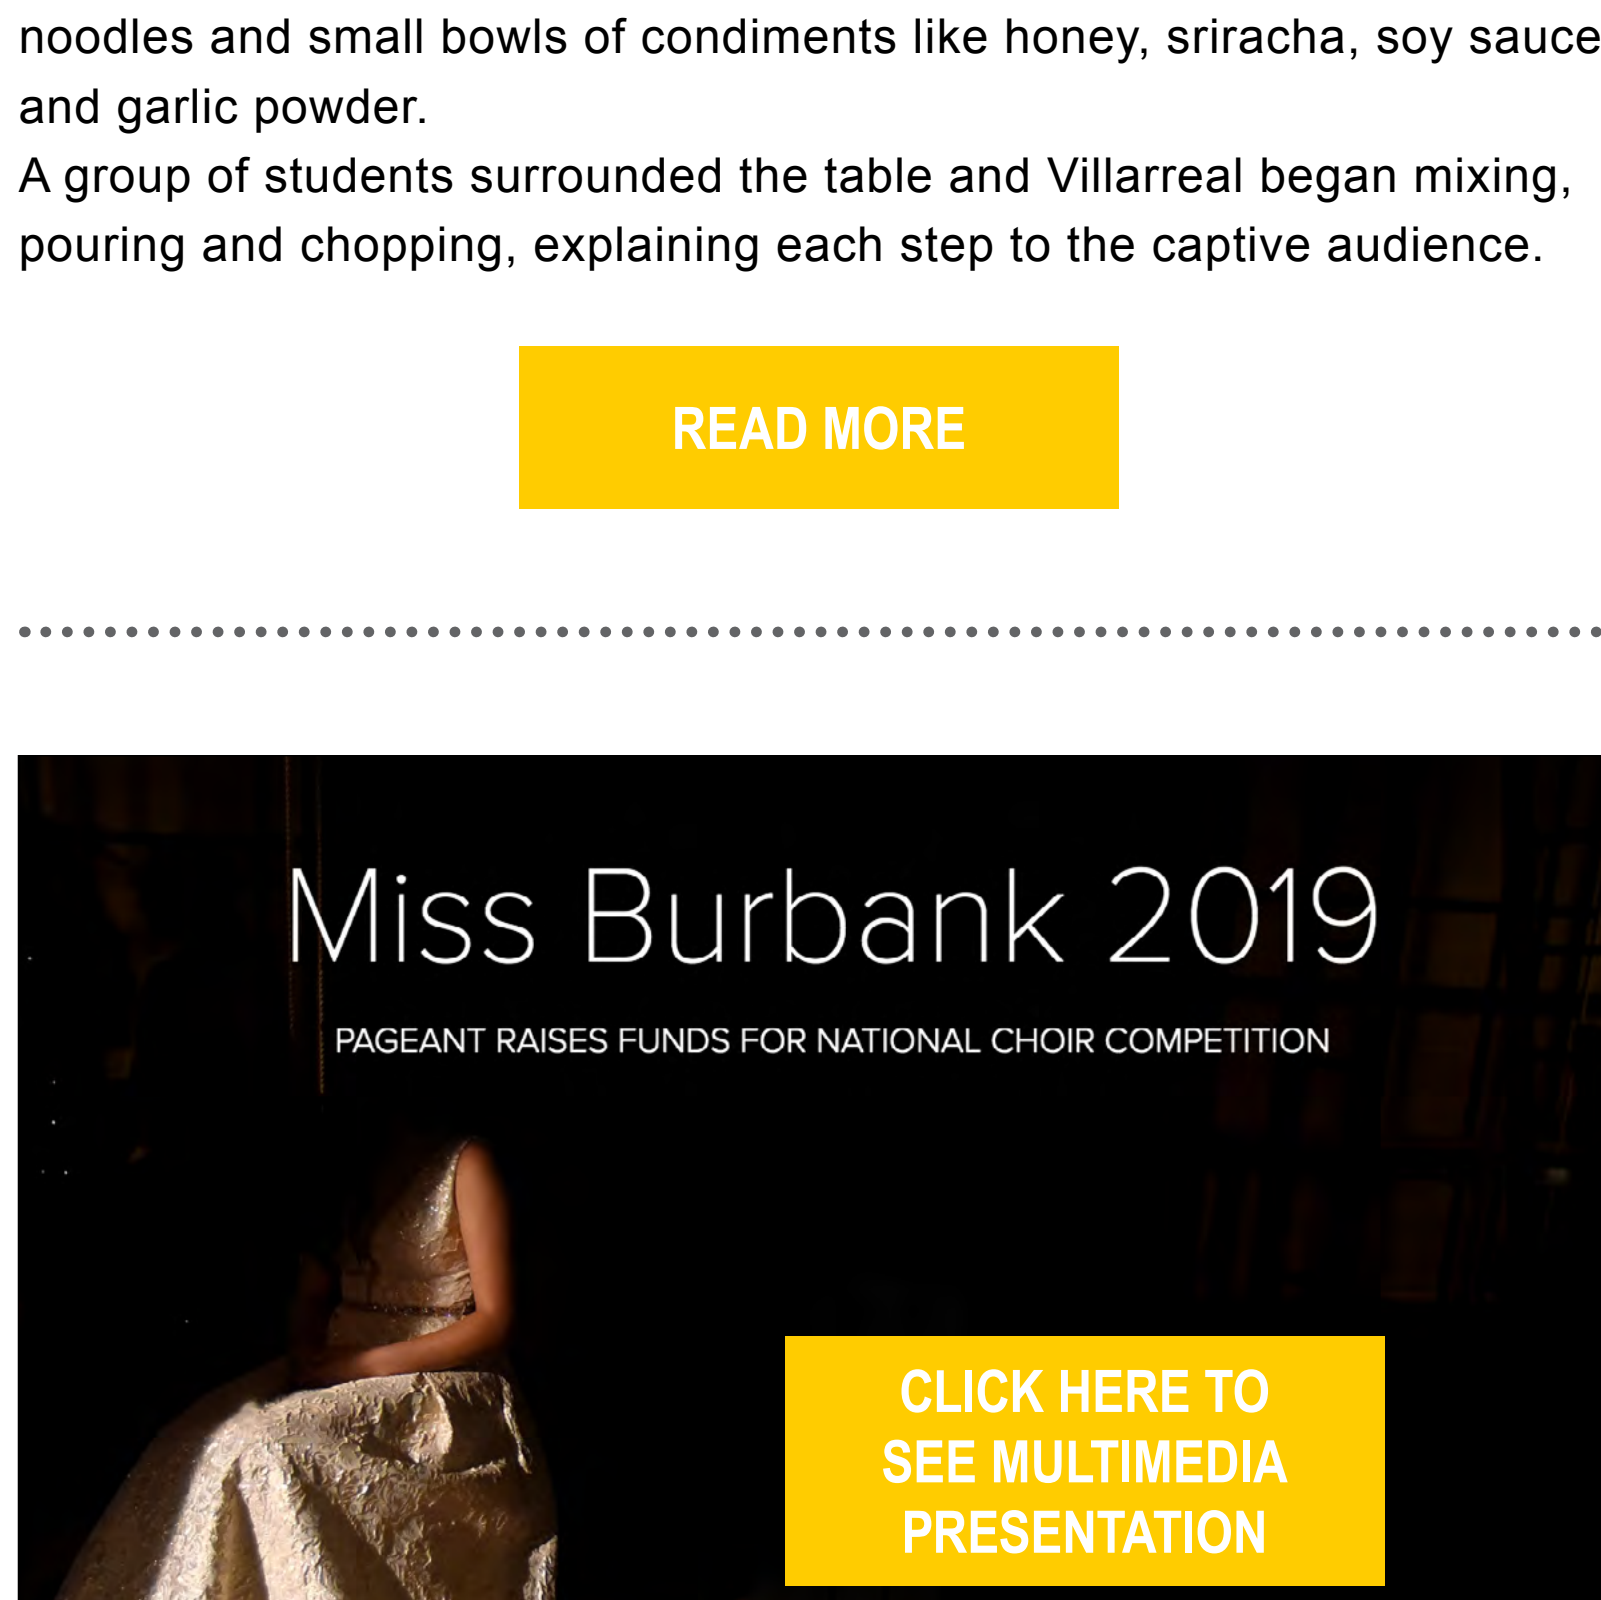 noodles and small bowls of condiments like honey, sriracha, soy sauce
and garlic powder.
A group of students surrounded the table and Villarreal began mixing,
pouring and chopping, explaining each step to the captive audience.
READ MORE
Miss Burbank 2019
PAGEANT RAISES FUNDS FOR NATIONAL CHOIR COMPETITION
CLICK HERE TO
SEE MULTIMEDIA
PRESENTATION